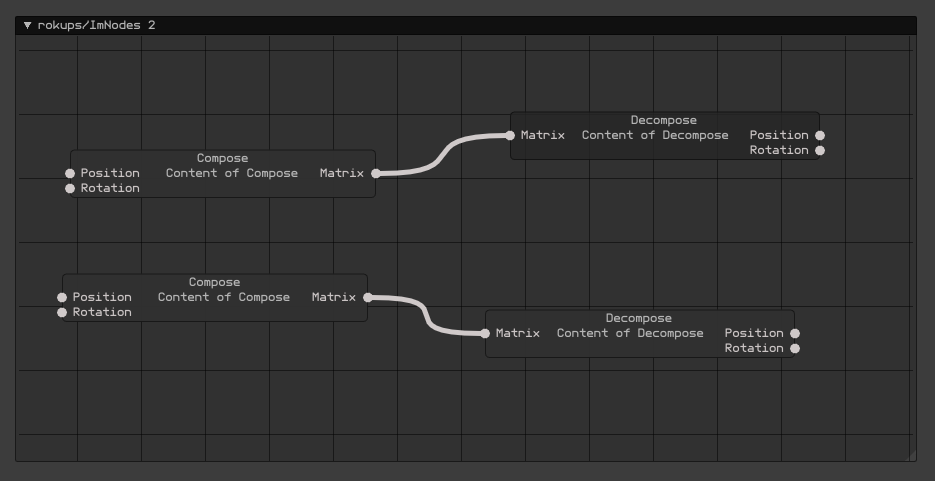 rokups/ImNodes 2
Decompose
Matrix Content of Decompose Position
Rotation
Compose
Position Content of Compose Matrix
Rotation
Compose
Position Content of Compose Matrix
Rotation
Decompose
Matrix Content of Decompose Position
Rotation